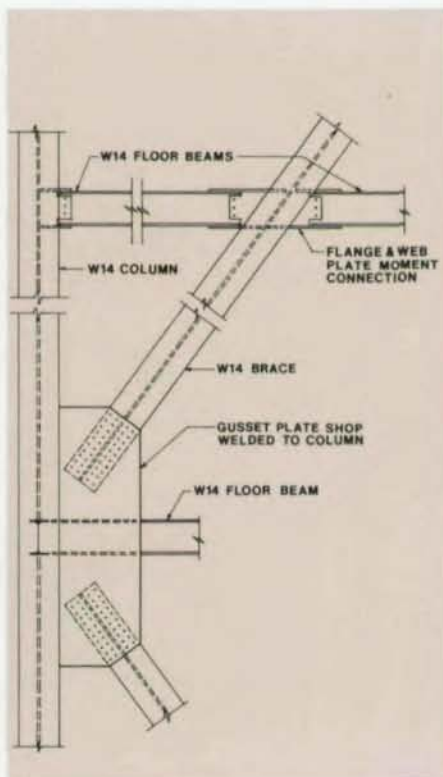 W14 FLOOR BEAMS
W14 COLUMN
FLANGE & WEB
PLATE MOMENT
CONNECTION
W14 BRACE
GUSSET PLATE SHOP
WELDED TO COLUMN
W14 FLOOR BEAM